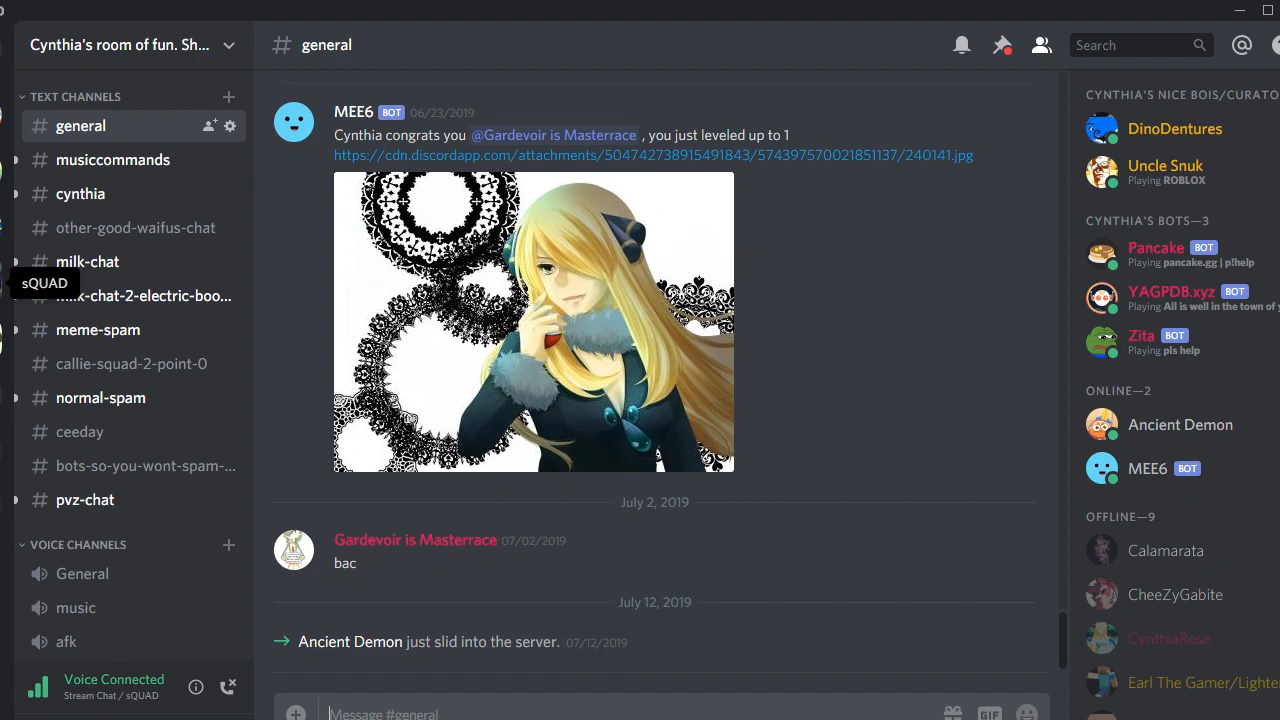 Cynthia's room of fun. Sh...
TEXT CHANNELS
general
musiccommands
cynthia
other-good-waifus-chat
milk-chat
sQUAD
milk-chat-2-electric-boo...
meme-spam
callie-squad-2-point-0
normal-spam
ceeday
bots-so-you-wont-spam-...
pvz-chat
VOICE CHANNELS
General
music
afk
Voice Connected
Stream Chat / sQUAD
# general
Search
MEE6 BOT 06/23/2019
Cynthia congrats you @Gardevoir is Masterrace , you just leveled up to 1
https://cdn.discordapp.com/attachments/504742738915491843/574397570021851137/240141.jpg
July 2, 2019
Gardevoir is Masterrace 07/02/2019
bac
July 12, 2019
Ancient Demon just slid into the server. 07/12/2019
Message #general
GIF
CYNTHIA'S NICE BOIS/CURATO
DinoDentures
Uncle Snuk
Playing ROBLOX
CYNTHIA'S BOTS—3
Pancake BOT
Playing pancake.gg | p!help
YAGPDB.xyz BOT
Playing All is well in the town of y
Zita BOT
Playing pls help
ONLINE—2
Ancient Demon
MEE6 BOT
OFFLINE—9
Calamarata
CheeZyGabite
CynthiaRose
Earl The Gamer/Lighte